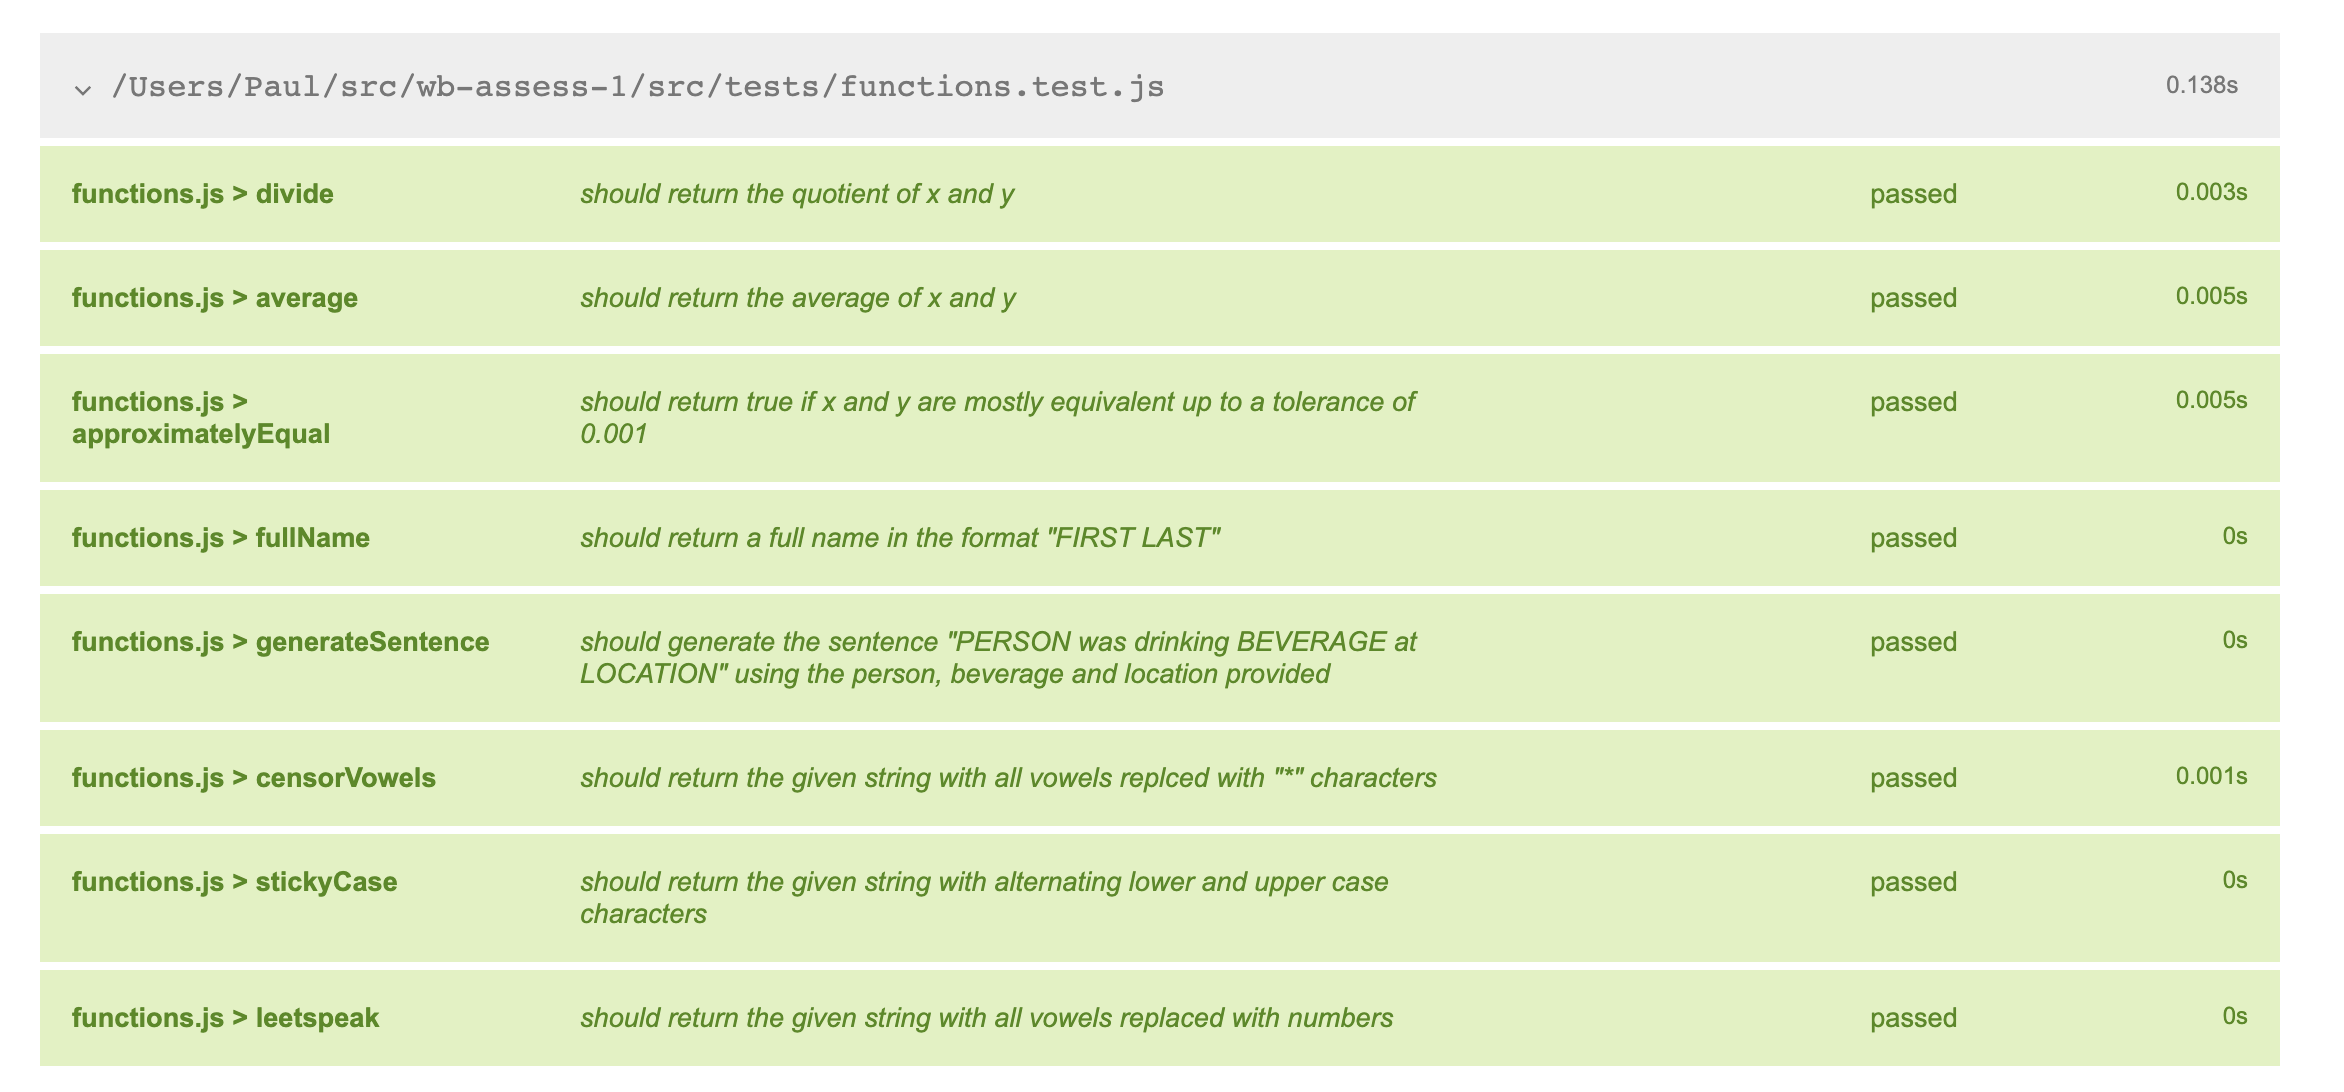 /Users/Paul/src/wb-assess-1/src/tests/functions.test.js 0.138s
functions.js > divide should return the quotient of x and y passed 0.003s
functions.js > average should return the average of x and y passed 0.005s
functions.js > should return true if x and y are mostly equivalent up to a tolerance of passed 0.005s
approximatelyEqual 0.001
functions.js > fullName should return a full name in the format "FIRST LAST" passed 0s
functions.js > generateSentence should generate the sentence "PERSON was drinking BEVERAGE at passed 0s
LOCATION" using the person, beverage and location provided
functions.js > censorVowels should return the given string with all vowels replced with "*" characters passed 0.001s
functions.js > stickyCase should return the given string with alternating lower and upper case passed 0s
characters
functions.js > leetspeak should return the given string with all vowels replaced with numbers passed 0s